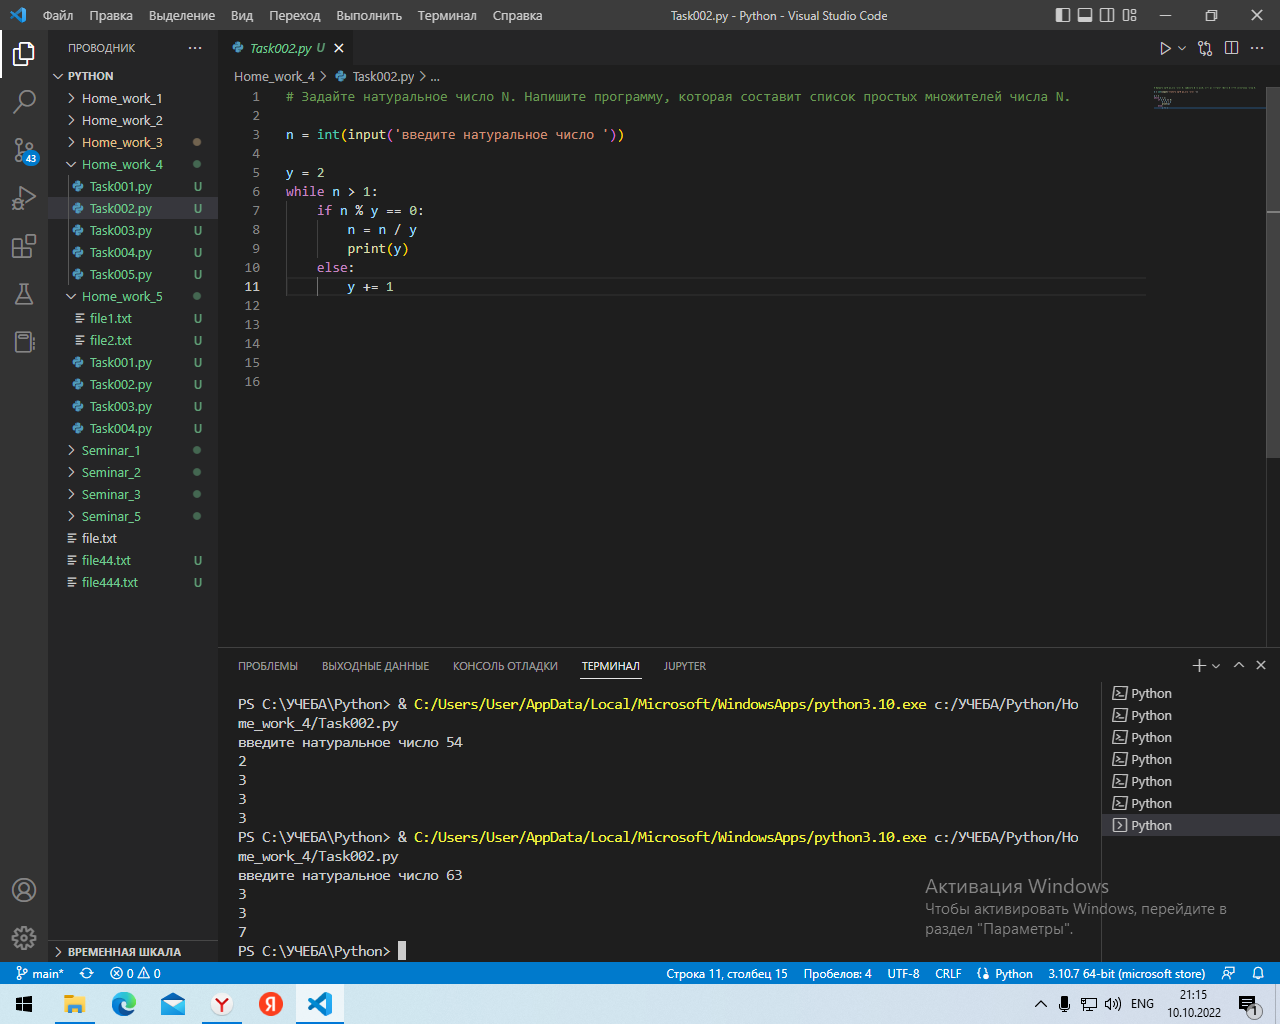 Файл Правка Выделение Вид Переход Выполнить Терминал Справка
Task002.py - Python - Visual Studio Code
ПРОВОДНИК
PYTHON
Home_work_1
Home_work_2
Home_work_3
Home_work_4
Task001.py U
Task002.py U
Task003.py U
Task004.py U
Task005.py U
Home_work_5
file1.txt U
file2.txt U
Task001.py U
Task002.py U
Task003.py U
Task004.py U
Seminar_1
Seminar_2
Seminar_3
Seminar_5
file.txt
file44.txt U
file444.txt U
ВРЕМЕННАЯ ШКАЛА
43
Task002.py U
Home_work_4 > Task002.py > ...
1 # Задайте натуральное число N. Напишите программу, которая составит список простых множителей числа N.
2
3 n = int(input('введите натуральное число '))
4
5 y = 2
6 while n > 1:
7 if n % y == 0:
8 n = n / y
9 print(y)
10 else:
11 y += 1
12
13
14
15
16
ПРОБЛЕМЫ ВЫХОДНЫЕ ДАННЫЕ КОНСОЛЬ ОТЛАДКИ ТЕРМИНАЛ JUPYTER
PS C:\УЧЕБА\Python> & C:/Users/User/AppData/Local/Microsoft/WindowsApps/python3.10.exe c:/УЧЕБА/Python/Ho
me_work_4/Task002.py
введите натуральное число 54
2
3
3
3
PS C:\УЧЕБА\Python> & C:/Users/User/AppData/Local/Microsoft/WindowsApps/python3.10.exe c:/УЧЕБА/Python/Ho
me_work_4/Task002.py
введите натуральное число 63
3
3
7
PS C:\УЧЕБА\Python>
Python
Python
Python
Python
Python
Python
Python
Активация Windows
Чтобы активировать Windows, перейдите в
раздел "Параметры".
main* 0 0 Строка 11, столбец 15 Пробелов: 4 UTF-8 CRLF Python 3.10.7 64-bit (microsoft store)
Y Я ENG 21:15
10.10.2022
1